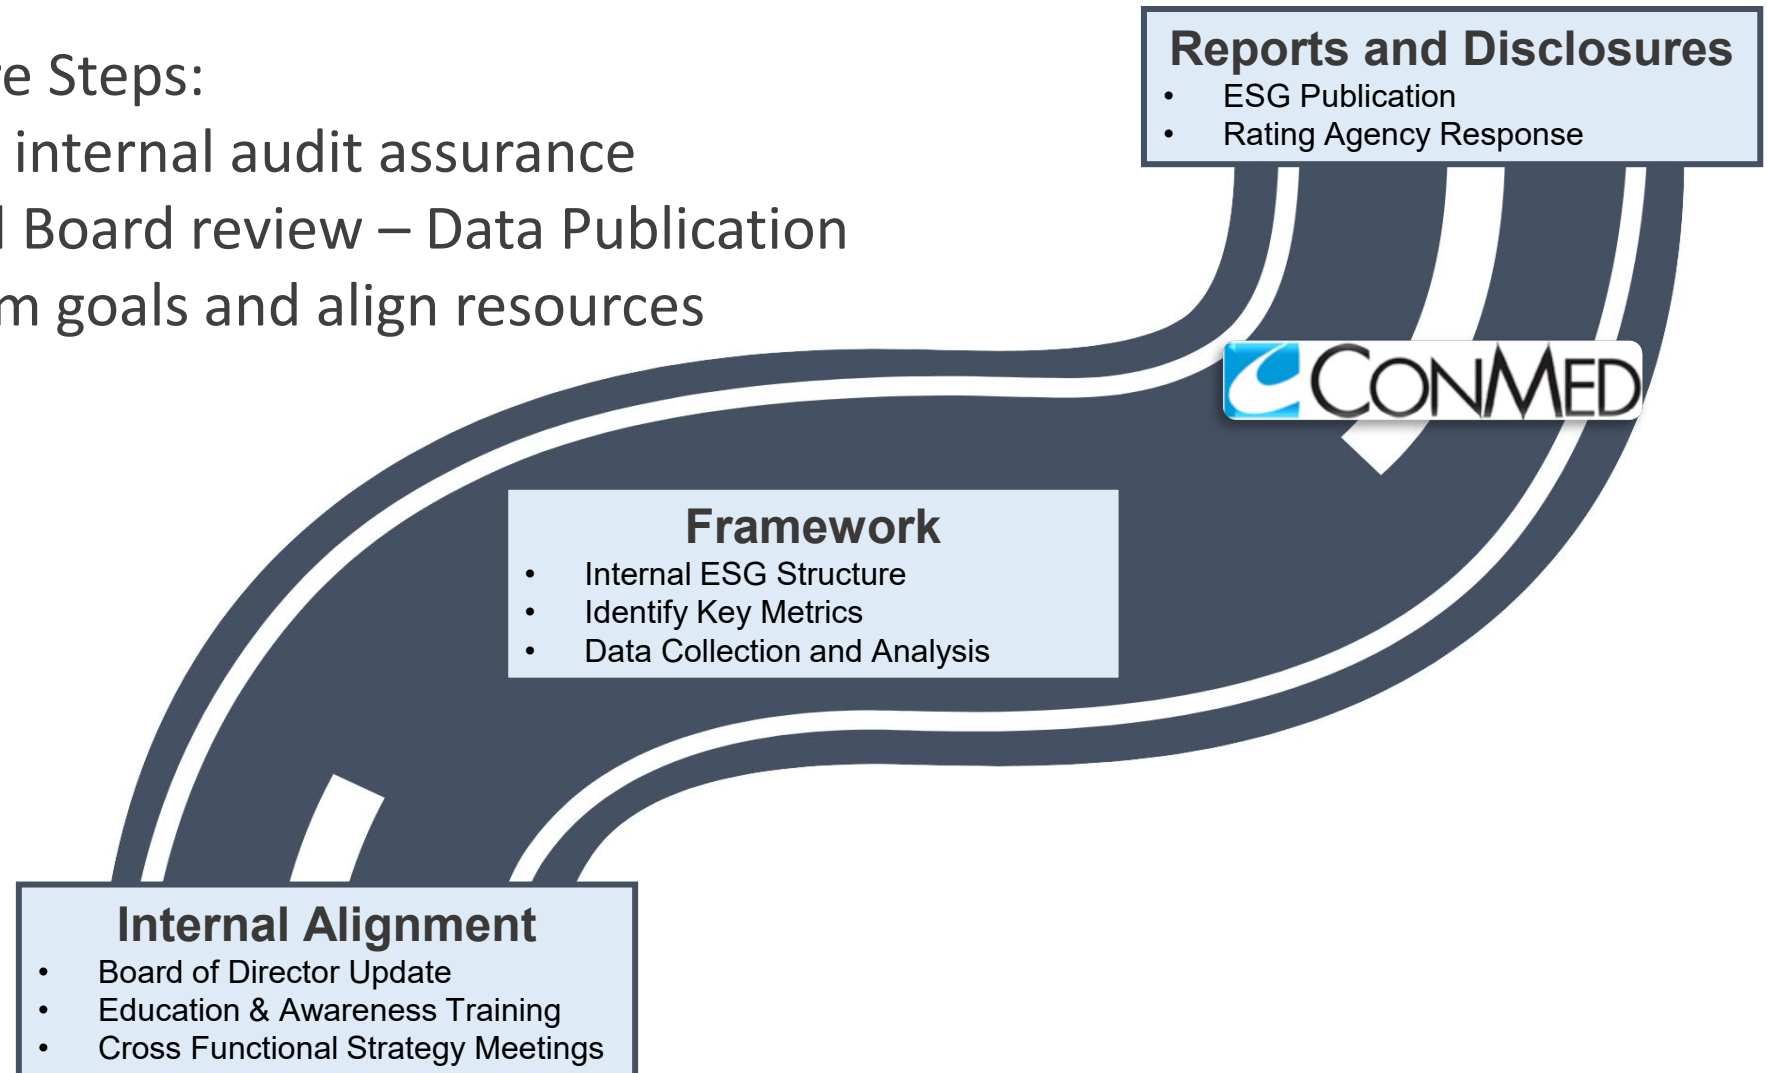 re Steps:
internal audit assurance
Board review – Data Publication
m goals and align resources
Reports and Disclosures
• ESG Publication
• Rating Agency Response
CONMED
Framework
• Internal ESG Structure
• Identify Key Metrics
• Data Collection and Analysis
Internal Alignment
• Board of Director Update
• Education & Awareness Training
• Cross Functional Strategy Meetings